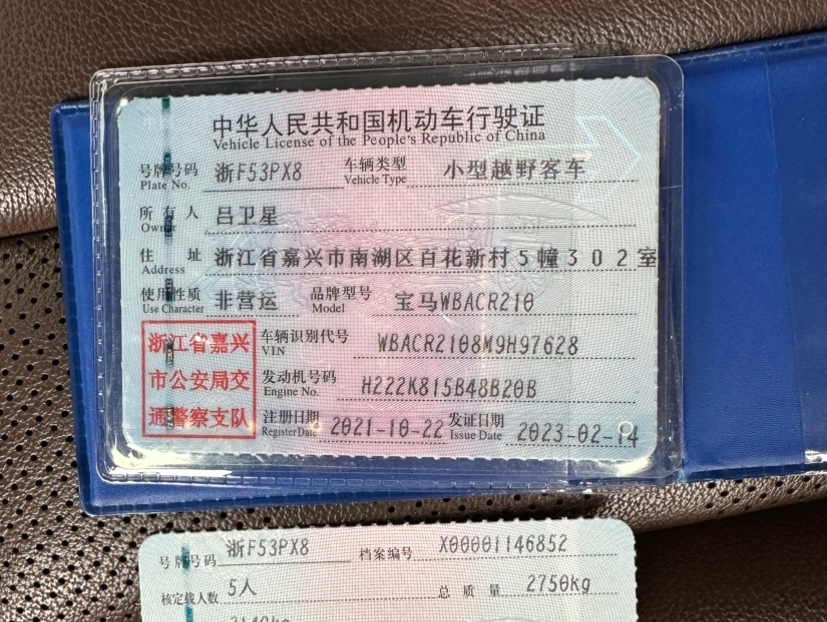 中华人民共和国机动车行驶证
Vehicle License of the People's Republic of China
号牌号码 Plate No. 浙F53PX8 车辆类型 Vehicle Type 小型越野客车
所有人 Owner 吕卫星
住址 Address 浙江省嘉兴市南湖区百花新村5幢302室
使用性质 Use Character 非营运 品牌型号 Model 宝马WBACR210
浙江省嘉兴
市公安局交
通警察支队
车辆识别代号 VIN WBACR2108M9H97628
发动机号码 Engine No. H222K815B48B20B
注册日期 Register Date 2021-10-22 发证日期 Issue Date 2023-02-14
号牌号码 浙F53PX8 档案编号 X00001146852
核定载人数 5人 总质量 2750kg